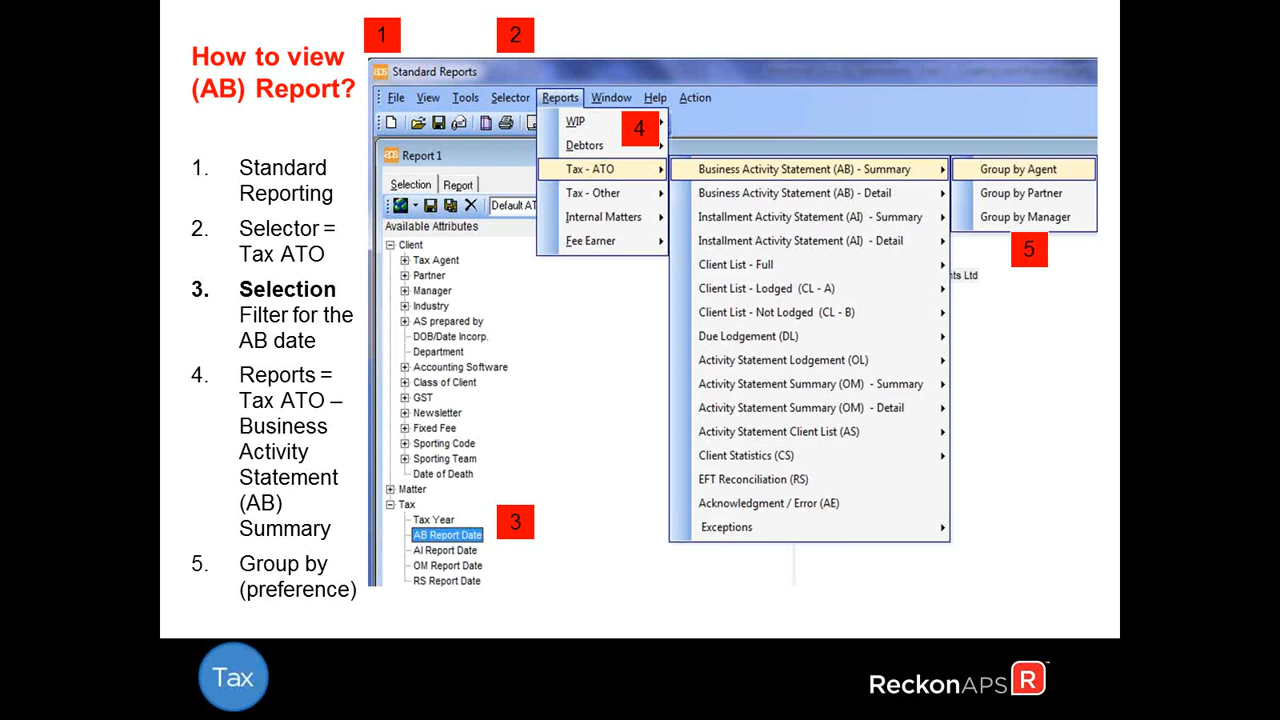 1
2
How to view
(AB) Report?
1. Standard
Reporting
2. Selector =
Tax ATO
3. Selection
Filter for the
AB date
4. Reports =
Tax ATO –
Business
Activity
Statement
(AB)
Summary
5. Group by
(preference)
aps Standard Reports
File View Tools Selector Reports Window Help Action
WIP
4
Debtors
Tax - ATO
Tax - Other
Internal Matters
Fee Earner
Business Activity Statement (AB) - Summary
Business Activity Statement (AB) - Detail
Installment Activity Statement (AI) - Summary
Installment Activity Statement (AI) - Detail
Client List - Full
Client List - Lodged (CL - A)
Client List - Not Lodged (CL - B)
Due Lodgement (DL)
Activity Statement Lodgement (OL)
Activity Statement Summary (OM) - Summary
Activity Statement Summary (OM) - Detail
Activity Statement Client List (AS)
Client Statistics (CS)
EFT Reconciliation (RS)
Acknowledgment / Error (AE)
Exceptions
Group by Agent
Group by Partner
Group by Manager
5
nts Ltd
aps Report 1
Selection Report
Default AT
Available Attributes
Client
Tax Agent
Partner
Manager
Industry
AS prepared by
DOB/Date Incorp.
Department
Accounting Software
Class of Client
GST
Newsletter
Fixed Fee
Sporting Code
Sporting Team
Date of Death
Matter
Tax
Tax Year
AB Report Date
3
AI Report Date
OM Report Date
RS Report Date
Tax
ReckonAPS R